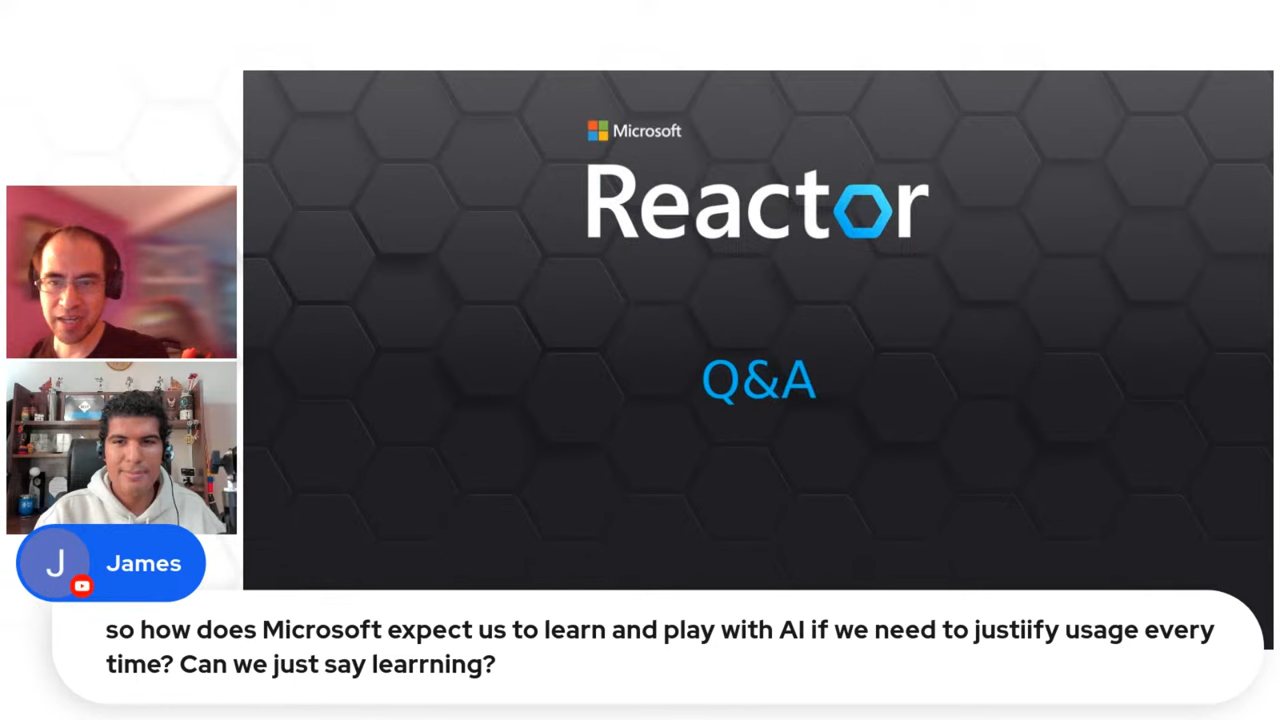 Microsoft
Reactor
Q&A
J
James
so how does Microsoft expect us to learn and play with AI if we need to justiify usage every
time? Can we just say learrning?